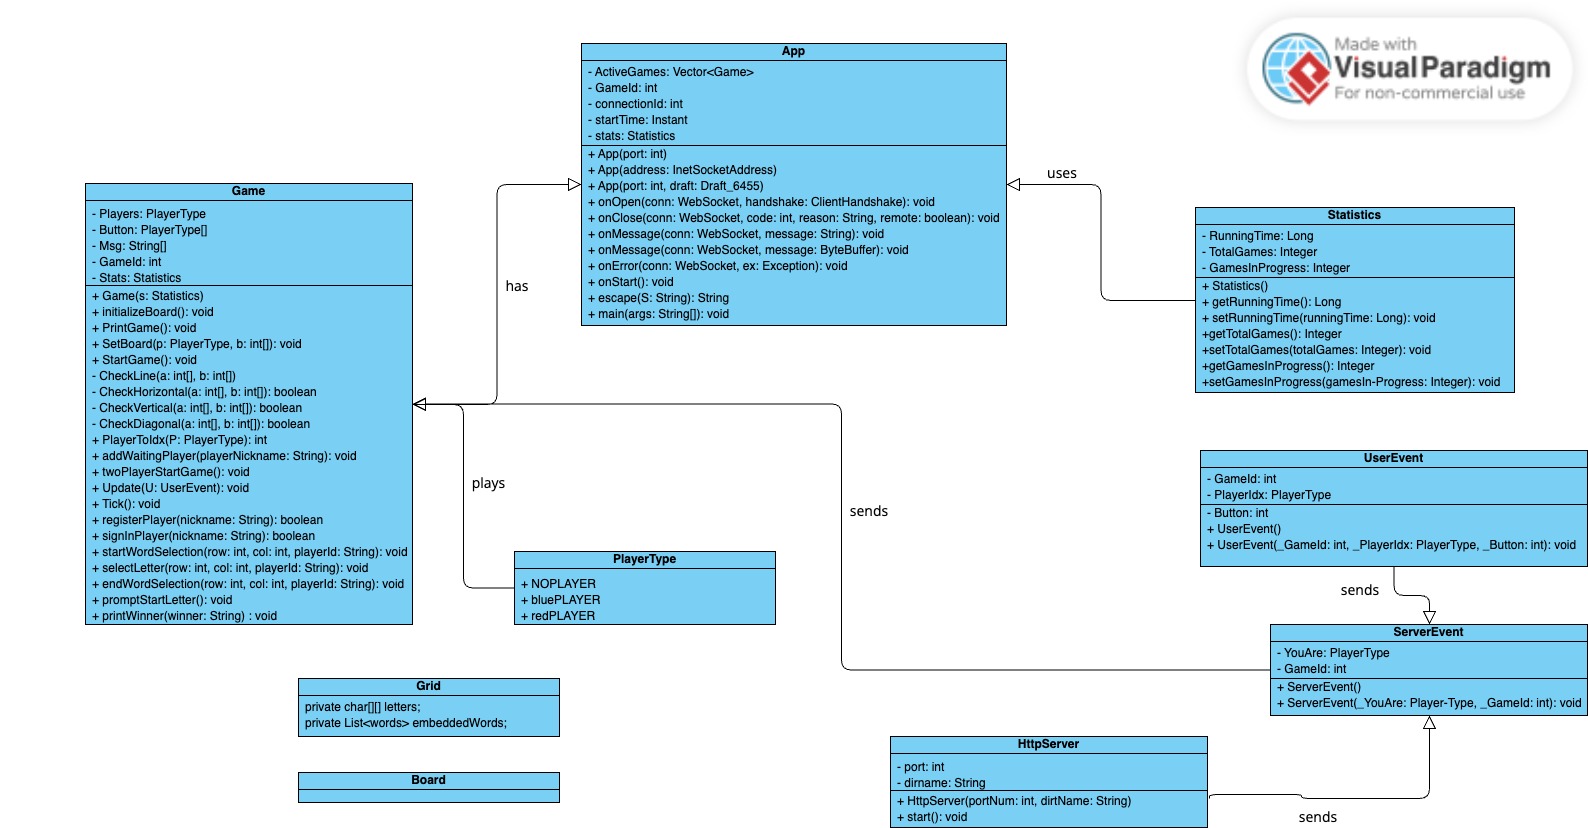 Made with
Visual Paradigm
For non-commercial use
App
- ActiveGames: Vector<Game>
- GameId: int
- connectionId: int
- startTime: Instant
- stats: Statistics
+ App(port: int)
+ App(address: InetSocketAddress)
+ App(port: int, draft: Draft_6455)
+ onOpen(conn: WebSocket, handshake: ClientHandshake): void
+ onClose(conn: WebSocket, code: int, reason: String, remote: boolean): void
+ onMessage(conn: WebSocket, message: String): void
+ onMessage(conn: WebSocket, message: ByteBuffer): void
+ onError(conn: WebSocket, ex: Exception): void
+ onStart(): void
+ escape(S: String): String
+ main(args: String[]): void
uses
Game
- Players: PlayerType
- Button: PlayerType[]
- Msg: String[]
- GameId: int
- Stats: Statistics
+ Game(s: Statistics)
+ initializeBoard(): void
+ PrintGame(): void
+ SetBoard(p: PlayerType, b: int[]): void
+ StartGame(): void
- CheckLine(a: int[], b: int[])
- CheckHorizontal(a: int[], b: int[]): boolean
- CheckVertical(a: int[], b: int[]): boolean
- CheckDiagonal(a: int[], b: int[]): boolean
+ PlayerToIdx(P: PlayerType): int
+ addWaitingPlayer(playerNickname: String): void
+ twoPlayerStartGame(): void
+ Update(U: UserEvent): void
+ Tick(): void
+ registerPlayer(nickname: String): boolean
+ signInPlayer(nickname: String): boolean
+ startWordSelection(row: int, col: int, playerId: String): void
+ selectLetter(row: int, col: int, playerId: String): void
+ endWordSelection(row: int, col: int, playerId: String): void
+ promptStartLetter(): void
+ printWinner(winner: String) : void
has
Statistics
- RunningTime: Long
- TotalGames: Integer
- GamesInProgress: Integer
+ Statistics()
+ getRunningTime(): Long
+ setRunningTime(runningTime: Long): void
+getTotalGames(): Integer
+setTotalGames(totalGames: Integer): void
+getGamesInProgress(): Integer
+setGamesInProgress(gamesIn-Progress: Integer): void
plays
sends
UserEvent
- GameId: int
- PlayerIdx: PlayerType
- Button: int
+ UserEvent()
+ UserEvent(_GameId: int, _PlayerIdx: PlayerType, _Button: int): void
PlayerType
+ NOPLAYER
+ bluePLAYER
+ redPLAYER
sends
ServerEvent
- YouAre: PlayerType
- GameId: int
+ ServerEvent()
+ ServerEvent(_YouAre: Player-Type, _GameId: int): void
Grid
private char[][] letters;
private List<words> embeddedWords;
HttpServer
- port: int
- dirname: String
+ HttpServer(portNum: int, dirtName: String)
+ start(): void
sends
Board